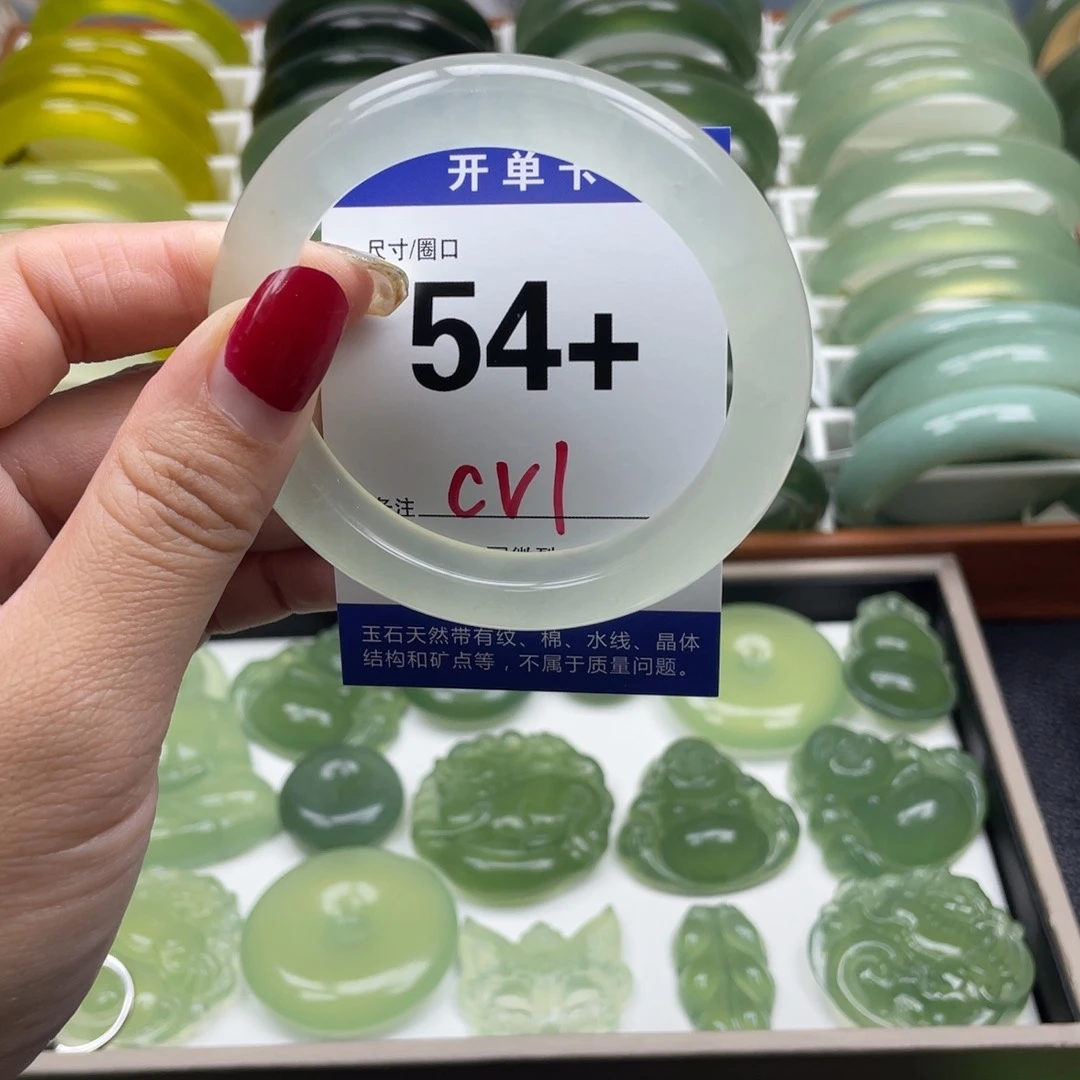 开单卡
尺寸/圈口
54+
备注 cvl
玉石天然带有纹、棉、水线、晶体
结构和矿点等，不属于质量问题。